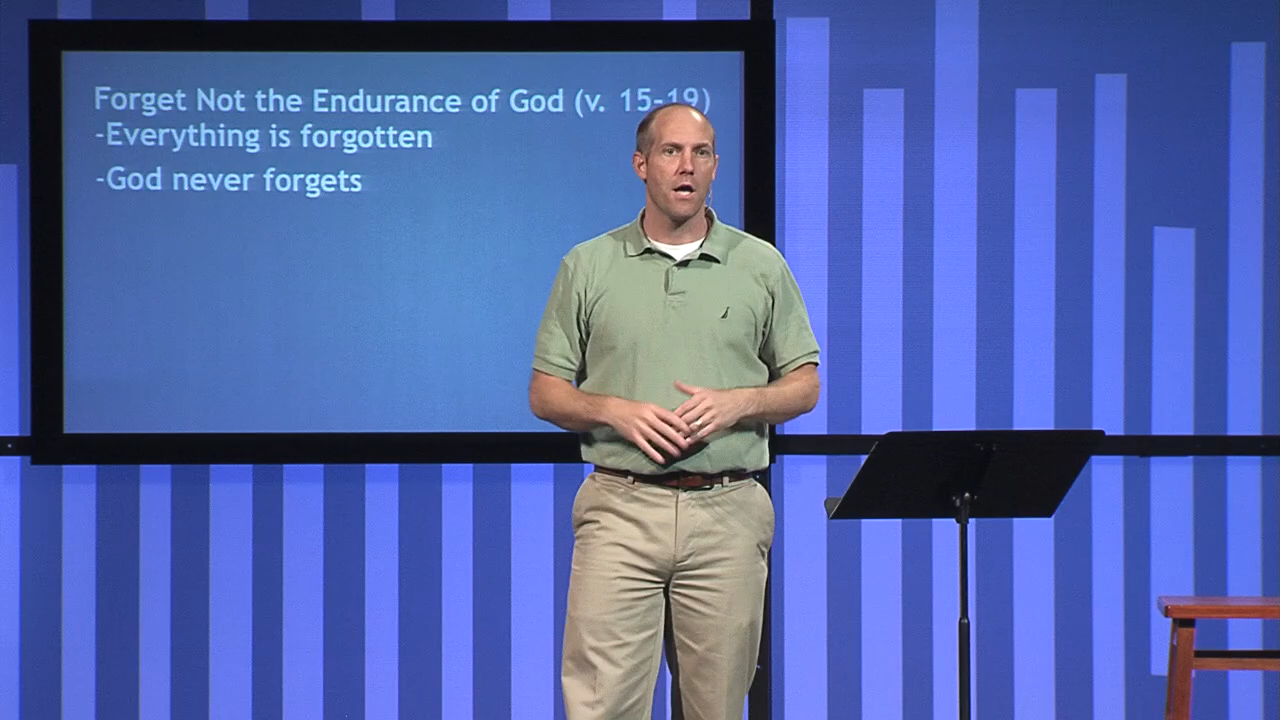 Forget Not the Endurance of God (v. 15-19)
-Everything is forgotten
-God never forgets